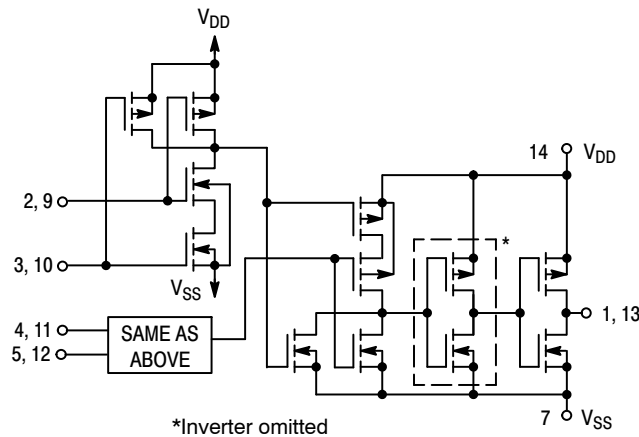 VDD
14 VDD
2, 9
3, 10
VSS
*
1, 13
4, 11
5, 12
SAME AS
ABOVE
7 VSS
*Inverter omitted